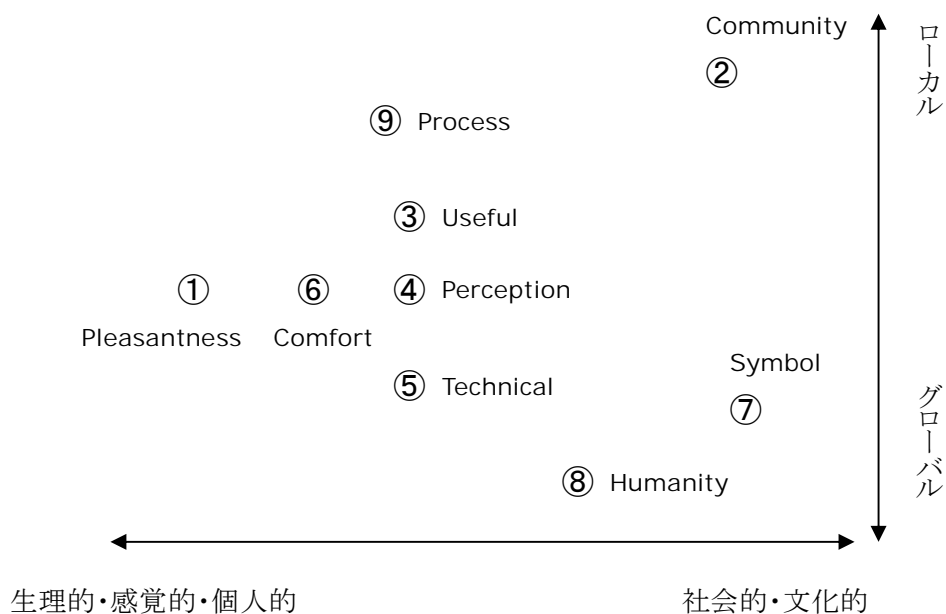 Community
②
ローカル
⑨ Process
③ Useful
① ⑥ ④ Perception
Pleasantness Comfort
Symbol
⑤ Technical
⑦
グローバル
⑧ Humanity
生理的・感覚的・個人的 社会的・文化的